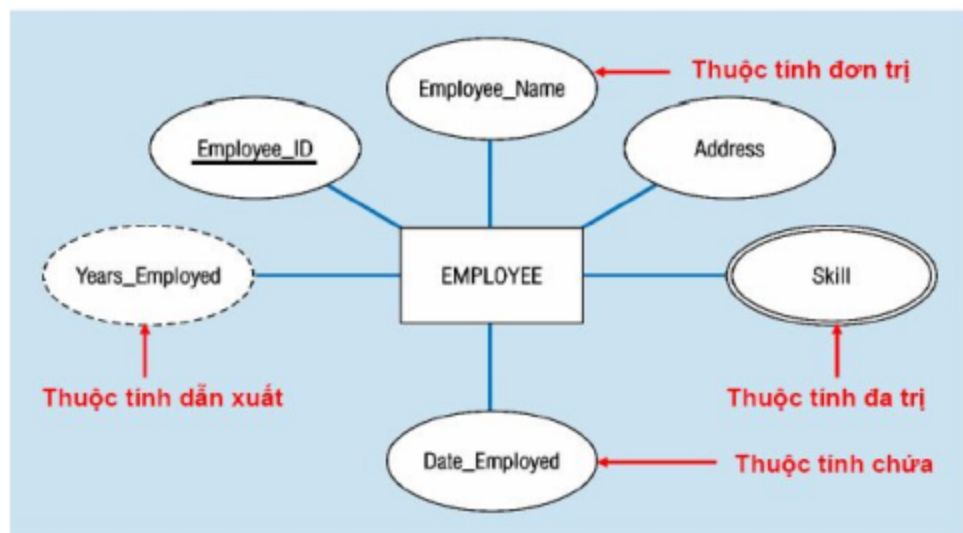 Employee_Name
Thuộc tính đơn trị
Employee_ID
Address
Years_Employed
EMPLOYEE
Skill
Thuộc tính dẫn xuất
Thuộc tính đa trị
Date_Employed
Thuộc tính chứa